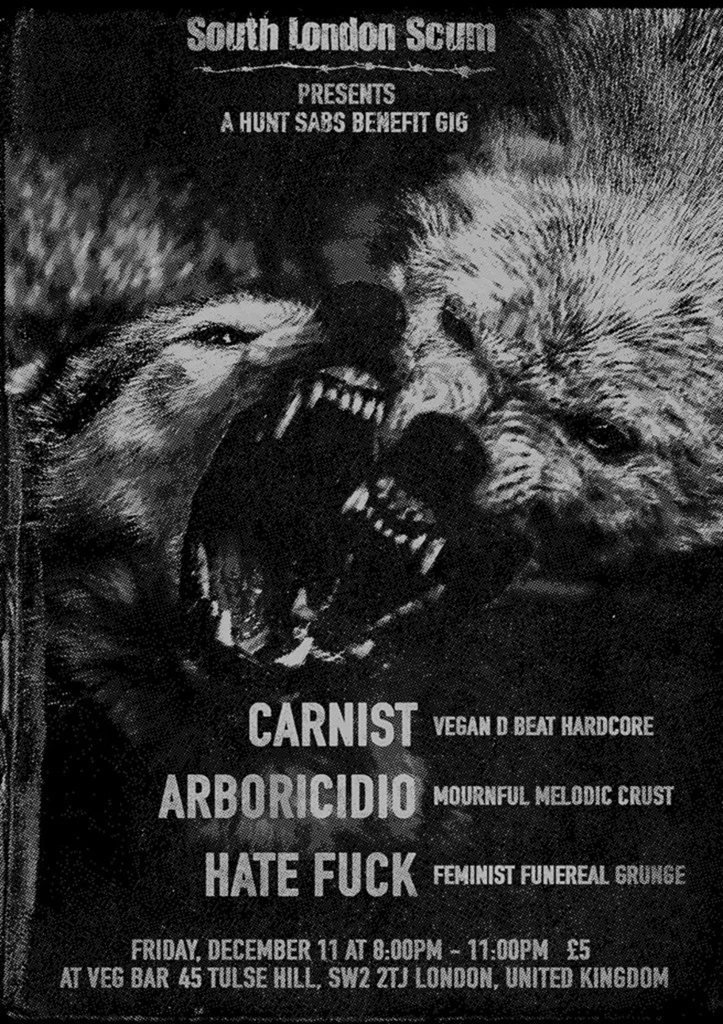 South London Scum
PRESENTS
A HUNT SABS BENEFIT GIG
CARNIST VEGAN D BEAT HARDCORE
ARBORICIDIO MOURNFUL MELODIC CRUST
HATE FUCK FEMINIST FUNEREAL GRUNGE
FRIDAY, DECEMBER 11 AT 8:00PM - 11:00PM £5
AT VEG BAR 45 TULSE HILL, SW2 2TJ LONDON, UNITED KINGDOM